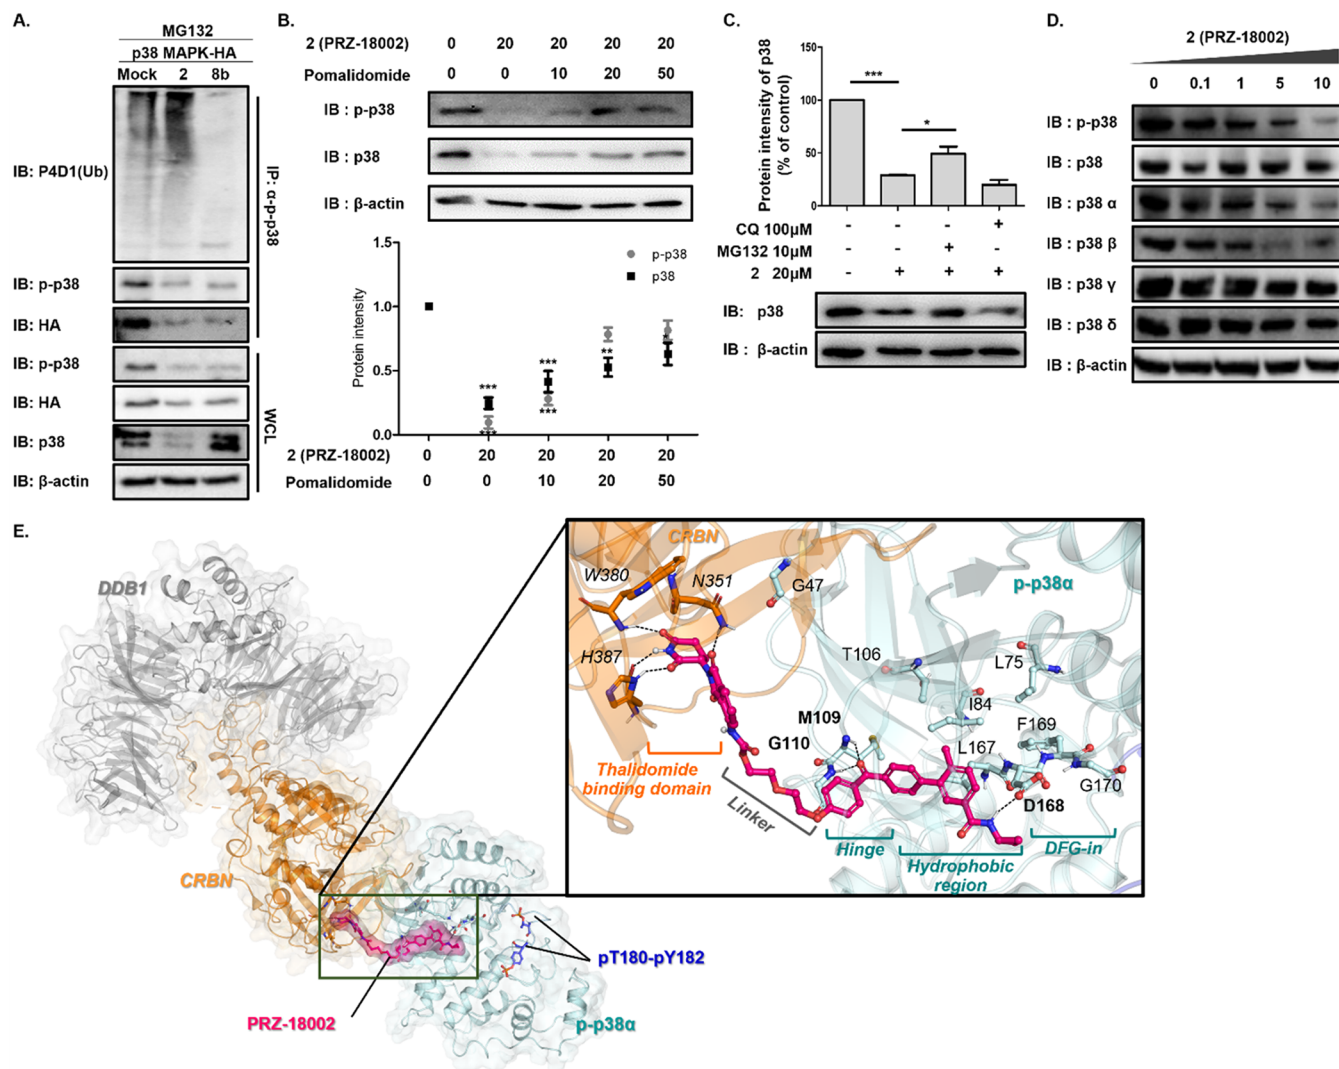 A.
MG132
p38 MAPK-HA
Mock 2 8b
IB: P4D1(Ub)
IB: p-p38
IB: HA
IB: p-p38
IB: HA
IB: p38
IB: β-actin
IP: α-p-p38
WCL
B.
2 (PRZ-18002) 0 20 20 20 20
Pomalidomide 0 0 10 20 50
IB : p-p38
IB : p38
IB : β-actin
Protein intensity
1.5
1.0
0.5
0.0
p-p38
p38
*** *** *** *** ** *
2 (PRZ-18002) 0 20 20 20 20
Pomalidomide 0 0 10 20 50
C.
Protein intensity of p38
(% of control)
150
100
50
0
***
*
CQ 100μM - - - +
MG132 10μM - - + -
2 20μM - + + +
IB: p38
IB : β-actin
D.
2 (PRZ-18002)
0 0.1 1 5 10
IB : p-p38
IB : p38
IB : p38 α
IB : p38 β
IB : p38 γ
IB : p38 δ
IB : β-actin
E.
DDB1
CRBN
PRZ-18002
pT180-pY182
p-p38α
CRBN
W380
N351
G47
p-p38α
H387
T106
L75
I84
M109
G110
F169
L167
G170
D168
Thalidomide
binding domain
Linker
Hinge
Hydrophobic
region
DFG-in